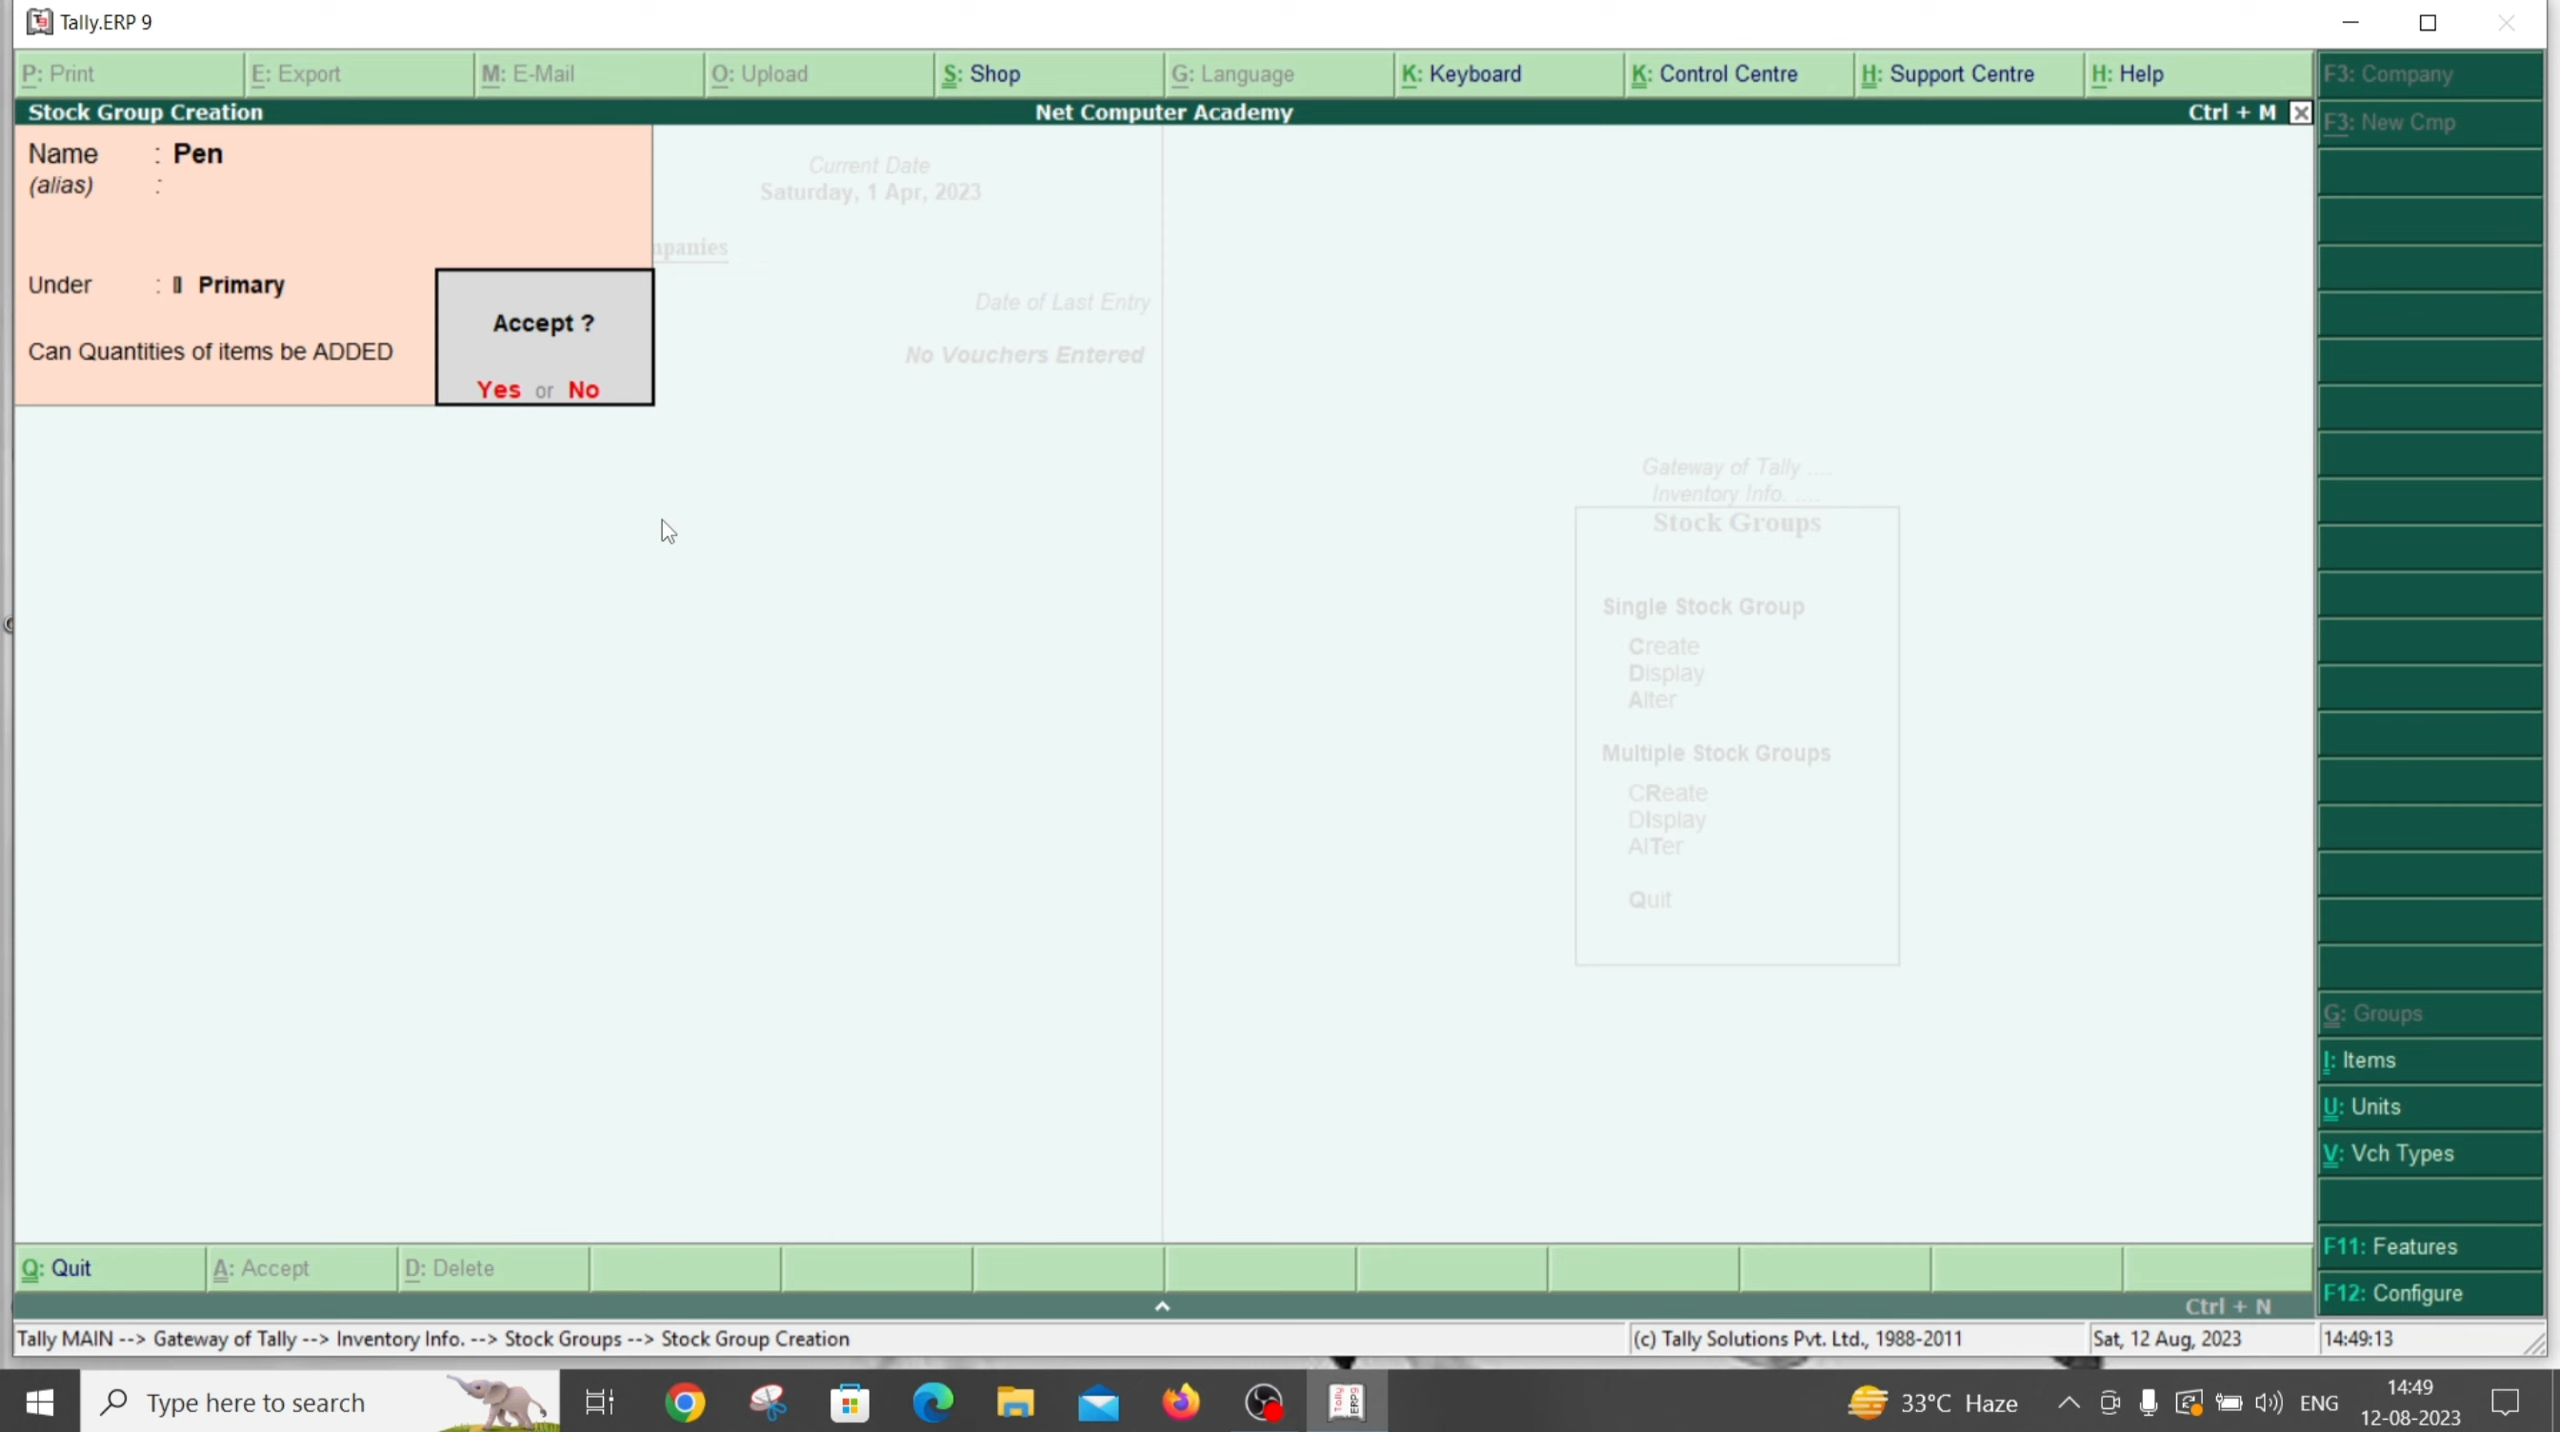 Tally.ERP 9
P: Print
E: Export
M: E-Mail
O: Upload
S: Shop
G: Language
K: Keyboard
K: Control Centre
H: Support Centre
H: Help
F3: Company
Stock Group Creation
Net Computer Academy
Ctrl + M
F3: New Cmp
Name : Pen
(alias) :
Current Date
Saturday, 1 Apr, 2023
mpanies
Under : Primary
Date of Last Entry
Accept ?
Can Quantities of items be ADDED
No Vouchers Entered
Yes or No
Gateway of Tally ....
Inventory Info. ....
Stock Groups
Single Stock Group
Create
Display
Alter
Multiple Stock Groups
CReate
DIsplay
AlTer
Quit
G: Groups
I: Items
U: Units
V: Vch Types
F11: Features
F12: Configure
Q: Quit
A: Accept
D: Delete
Ctrl + N
Tally MAIN --> Gateway of Tally --> Inventory Info. --> Stock Groups --> Stock Group Creation
(c) Tally Solutions Pvt. Ltd., 1988-2011
Sat, 12 Aug, 2023
14:49:13
Type here to search
Tally ERP9
33°C Haze
ENG
14:49
12-08-2023